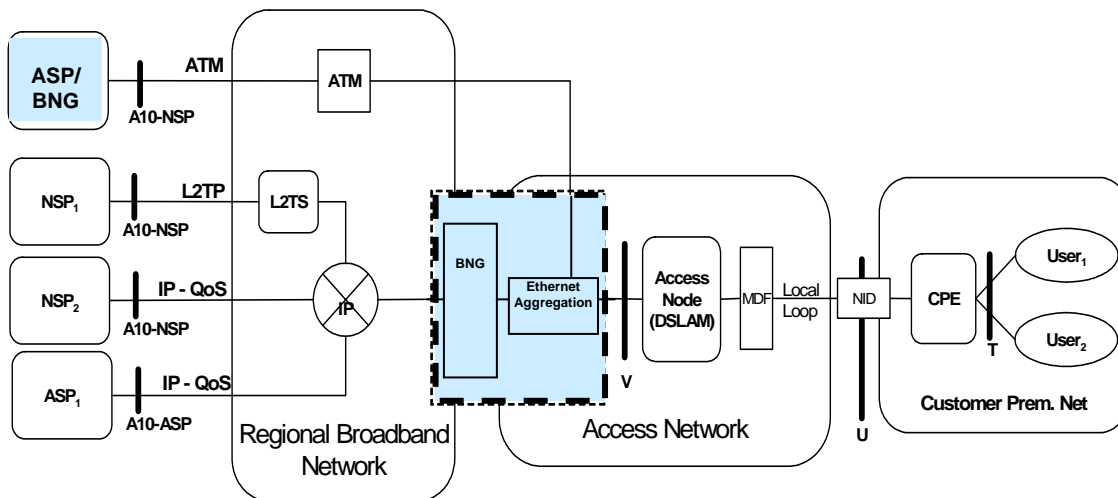 ASP/
BNG
A10-NSP
ATM
ATM
NSP1
A10-NSP
L2TP
L2TS
NSP2
A10-NSP
IP - QoS
IP
ASP1
A10-ASP
IP - QoS
Regional Broadband
Network
BNG
Ethernet
Aggregation
V
Access
Node
(DSLAM)
MDF
Local
Loop
Access Network
NID
U
CPE
T
User1
User2
Customer Prem. Net